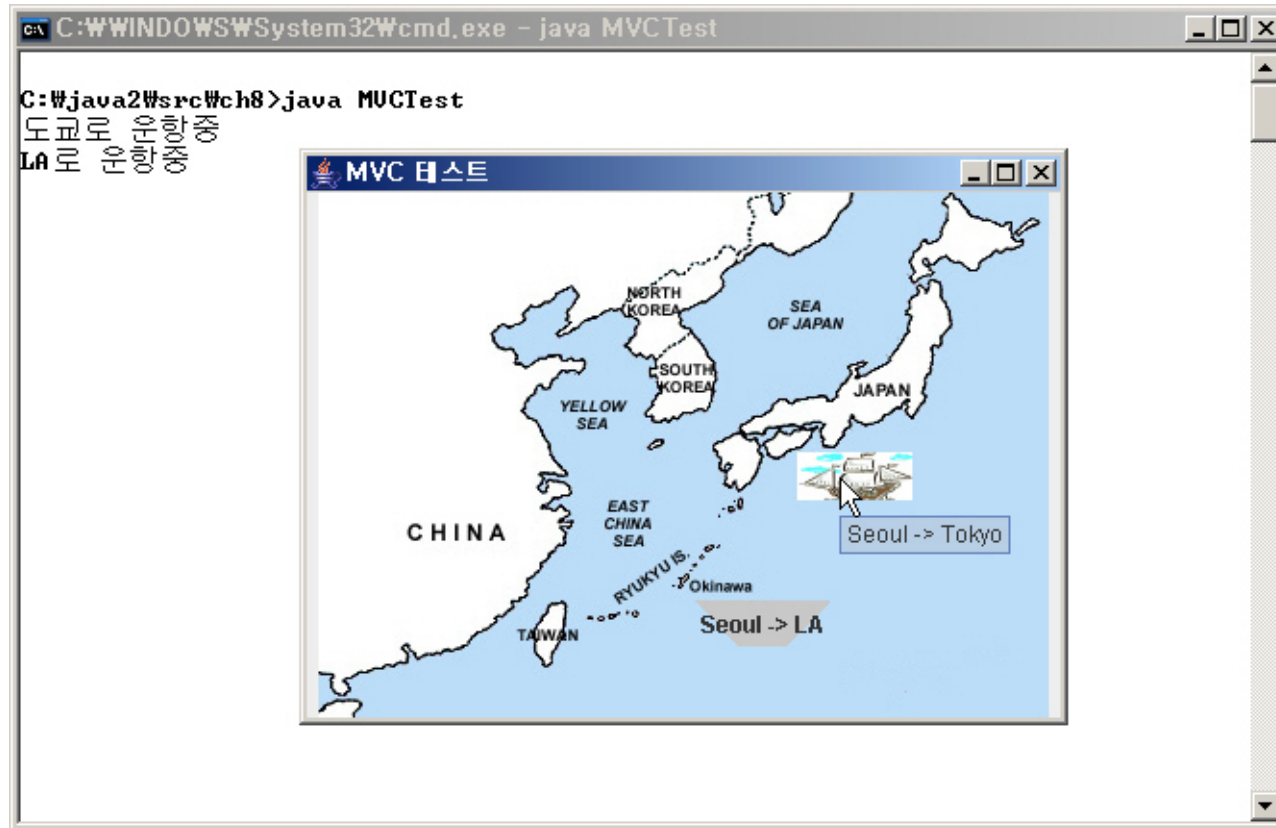 C:\WINDOWS₩System32₩cmd.exe - java MVCTest
C:₩java2₩src₩ch8>java MVCTest
도쿄로 운항중
LA로 운항중
MVC 테스트
NORTH
KOREA
SEA
OF JAPAN
SOUTH
KOREA
JAPAN
YELLOW
SEA
EAST
CHINA
SEA
CHINA
Seoul -> Tokyo
RYUKYU IS.
Okinawa
Seoul -> LA
TAIWAN